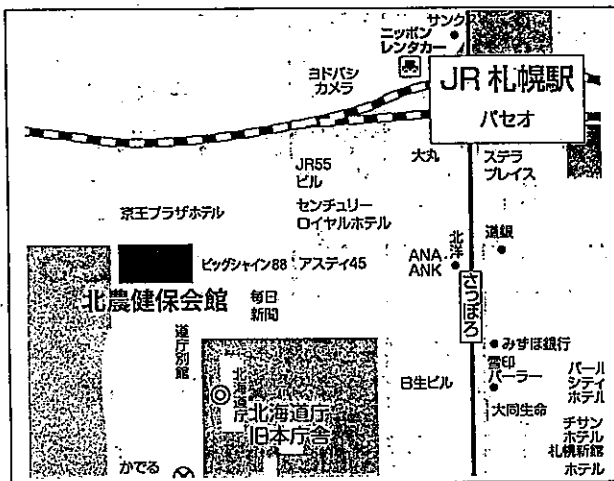 サンクス
ニッポン
レンタカー
ヨドバシ
カメラ
JR 札幌駅
パセオ
大丸
ステラ
プレイス
JR55
ビル
センチュリー
ロイヤルホテル
京王プラザホテル
北洋
道銀
ANA
ANK
ビッグシャイン88
アスティ45
さっぽろ
北農健保会館
毎日
新聞
道庁別館
みずほ銀行
雪印
パーラー
パール
シティ
ホテル
日生ビル
北海道庁
北海道庁
旧本庁舎
大同生命
チサン
ホテル
札幌新館
かでる
ホテル